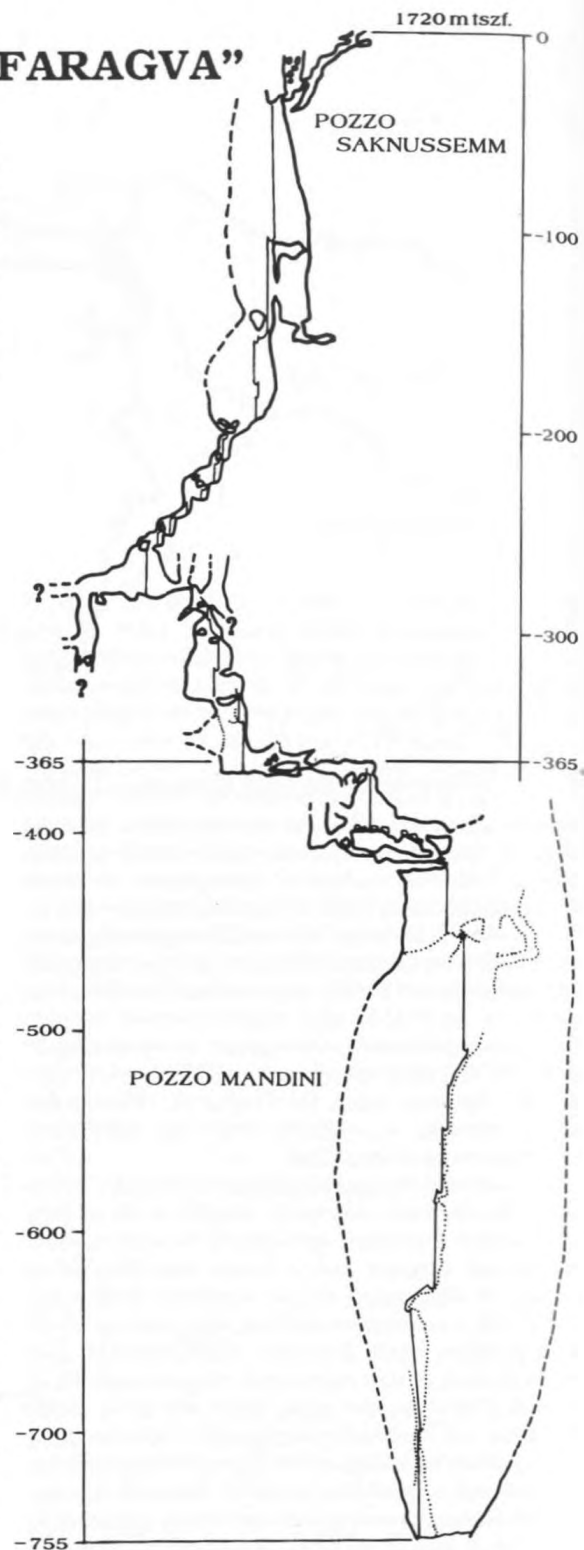 1720 m tszf.
0
FARAGVA”
POZZO
SAKNUSSEMM
-100
-200
?
?
?
-300
-365
-365
-400
-500
POZZO MANDINI
-600
-700
-755